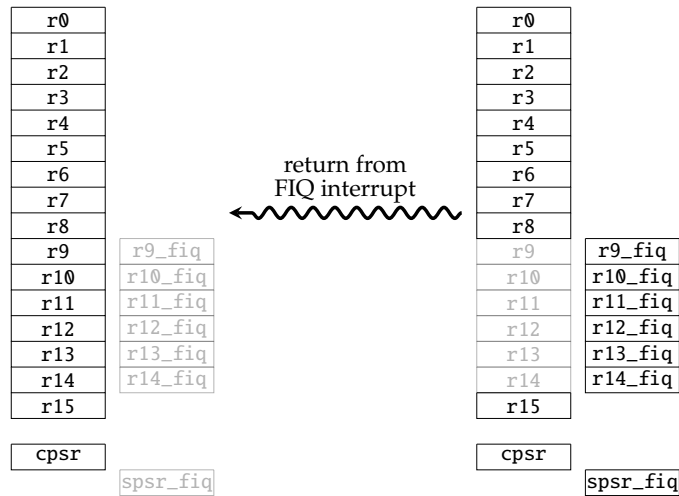 r0
r1
r2
r3
r4
r5
r6
r7
r8
r9
r10
r11
r12
r13
r14
r15
cpsr
r9_fiq
r10_fiq
r11_fiq
r12_fiq
r13_fiq
r14_fiq
spsr_fiq
return from
FIQ interrupt
r0
r1
r2
r3
r4
r5
r6
r7
r8
r9
r10
r11
r12
r13
r14
r15
cpsr
r9_fiq
r10_fiq
r11_fiq
r12_fiq
r13_fiq
r14_fiq
spsr_fiq